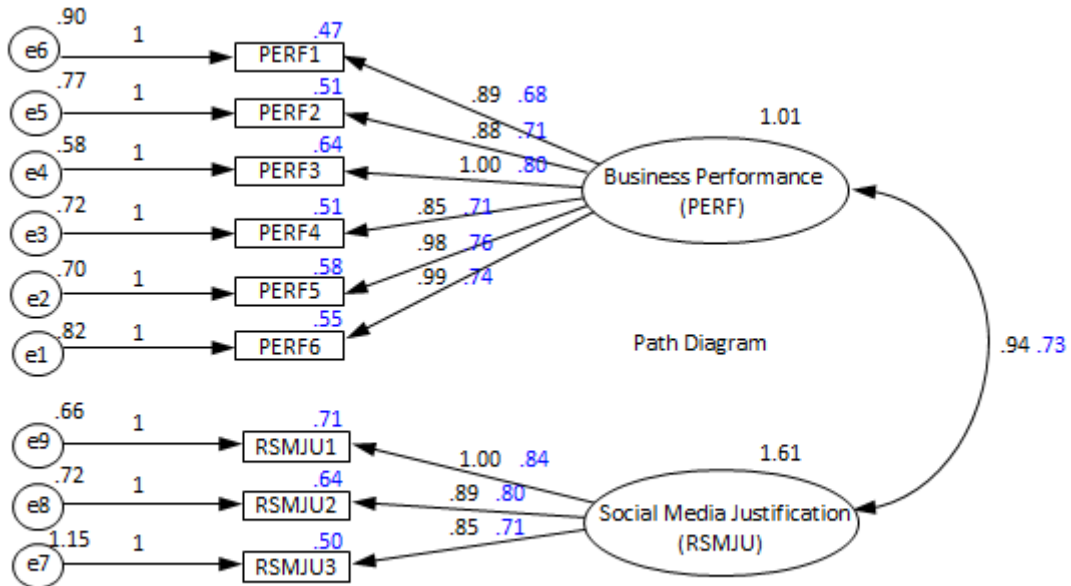 .90
e6 1 PERF1 .47
.89 .68
.77
e5 1 PERF2 .51
.88 .71
1.01
.58
e4 1 PERF3 .64
1.00 .80
Business Performance
(PERF)
.72
e3 1 PERF4 .51
.85 .71
.98 .76
.70
e2 1 PERF5 .58
.99 .74
.82
e1 1 PERF6 .55
Path Diagram
.94 .73
.66
e9 1 RSMJU1 .71
1.00 .84
1.61
.72
e8 1 RSMJU2 .64
.89 .80
Social Media Justification
(RSMJU)
1.15
e7 1 RSMJU3 .50
.85 .71